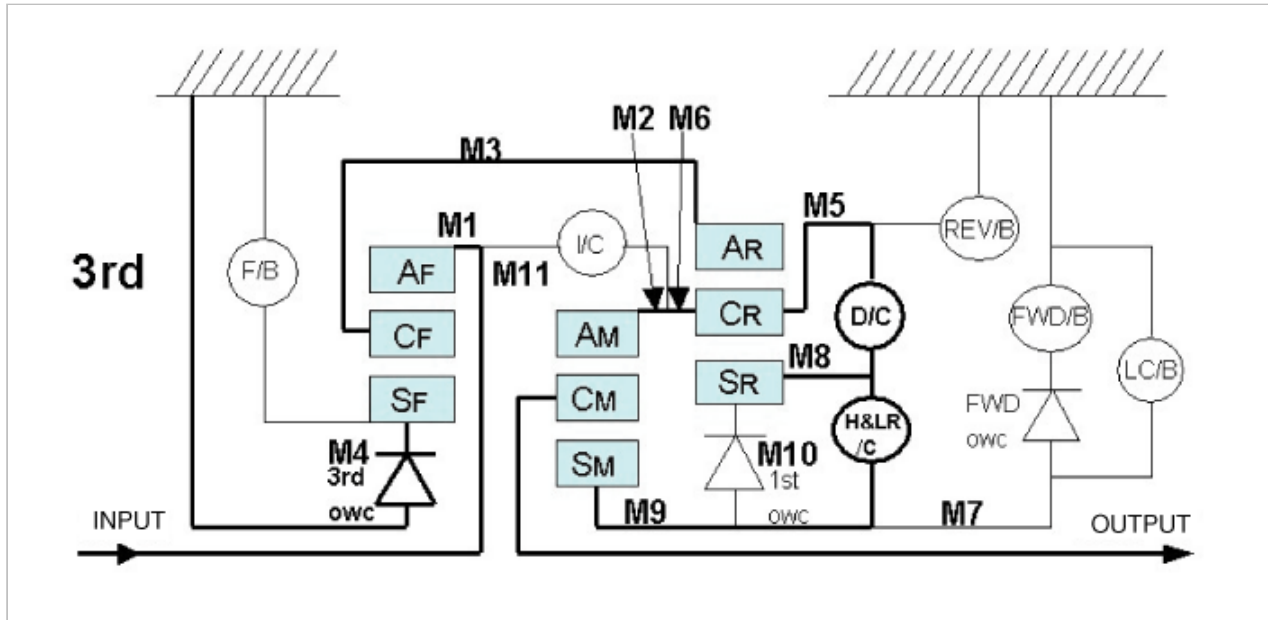 M2 M6
M3
M5
M1
I/C
REV/B
3rd
F/B
AF
M11
AR
CF
AM
CR
D/C
FWD/B
SF
CM
SR
M8
LC/B
M4
3rd
owc
SM
M10
1st
owc
H&LR
/C
FWD
owc
INPUT
M9
M7
OUTPUT